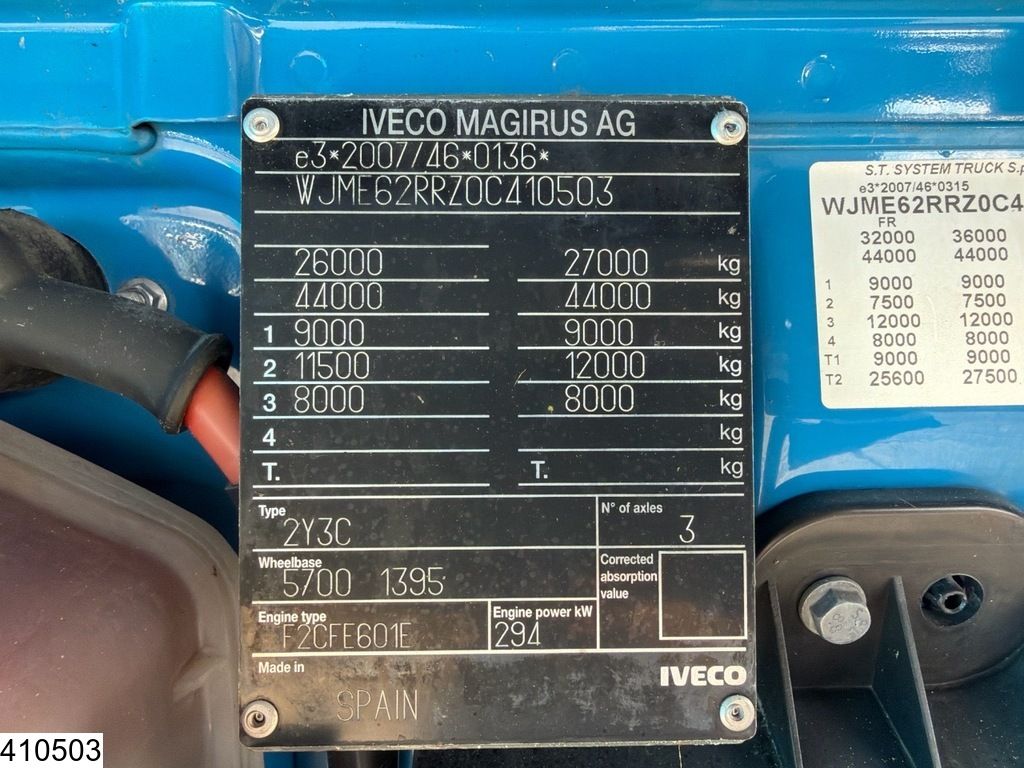 IVECO MAGIRUS AG
e3*2007/46*0136*
WJME62RRZ0C410503
26000 27000 kg
44000 44000 kg
1 9000 9000 kg
2 11500 12000 kg
3 8000 8000 kg
4 kg
T. T. kg
Type
2Y3C
N° of axles
3
Wheelbase
5700 1395
Corrected
absorption
value
Engine type
F2CFE601E
Engine power kW
294
Made in
SPAIN
IVECO
S.T. SYSTEM TRUCK S.p
e3*2007/46*0315
WJME62RRZ0C4
FR
32000 36000
44000 44000
1 9000 9000
2 7500 7500
3 12000 12000
4 8000 8000
T1 9000 9000
T2 25600 27500
410503